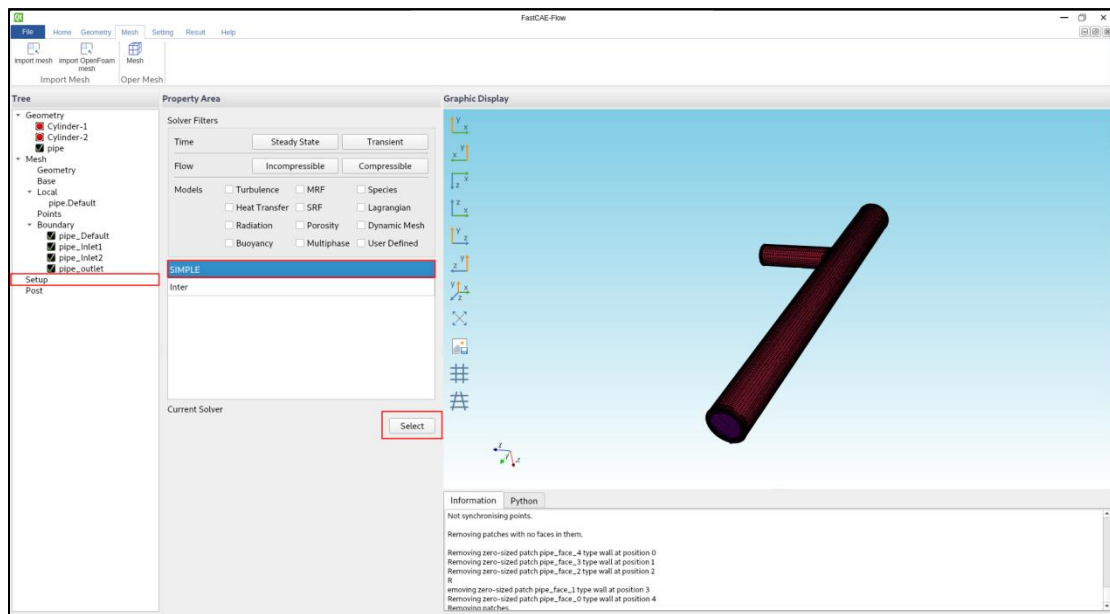 Qt
FastCAE-Flow
File Home Geometry Mesh Setting Result Help
import mesh import OpenFoam mesh Mesh
Import Mesh Oper Mesh
Tree
Geometry
Cylinder-1
Cylinder-2
pipe
Mesh
Geometry
Base
Local
pipe.Default
Points
Boundary
pipe_Default
pipe_Inlet1
pipe_Inlet2
pipe_outlet
Setup
Post
Property Area
Solver Filters
Time Steady State Transient
Flow Incompressible Compressible
Models Turbulence MRF Species
Heat Transfer SRF Lagrangian
Radiation Porosity Dynamic Mesh
Buoyancy Multiphase User Defined
SIMPLE
Inter
Current Solver
Select
Graphic Display
Y
x
Y
x
x
z
z
x
Y
z
Y
z
Y x
z
Information Python
Not synchronising points.
Removing patches with no faces in them.
Removing zero-sized patch pipe_face_4 type wall at position 0
Removing zero-sized patch pipe_face_3 type wall at position 1
Removing zero-sized patch pipe_face_2 type wall at position 2
R
emoving zero-sized patch pipe_face_1 type wall at position 3
Removing zero-sized patch pipe_face_0 type wall at position 4
Removing patches.